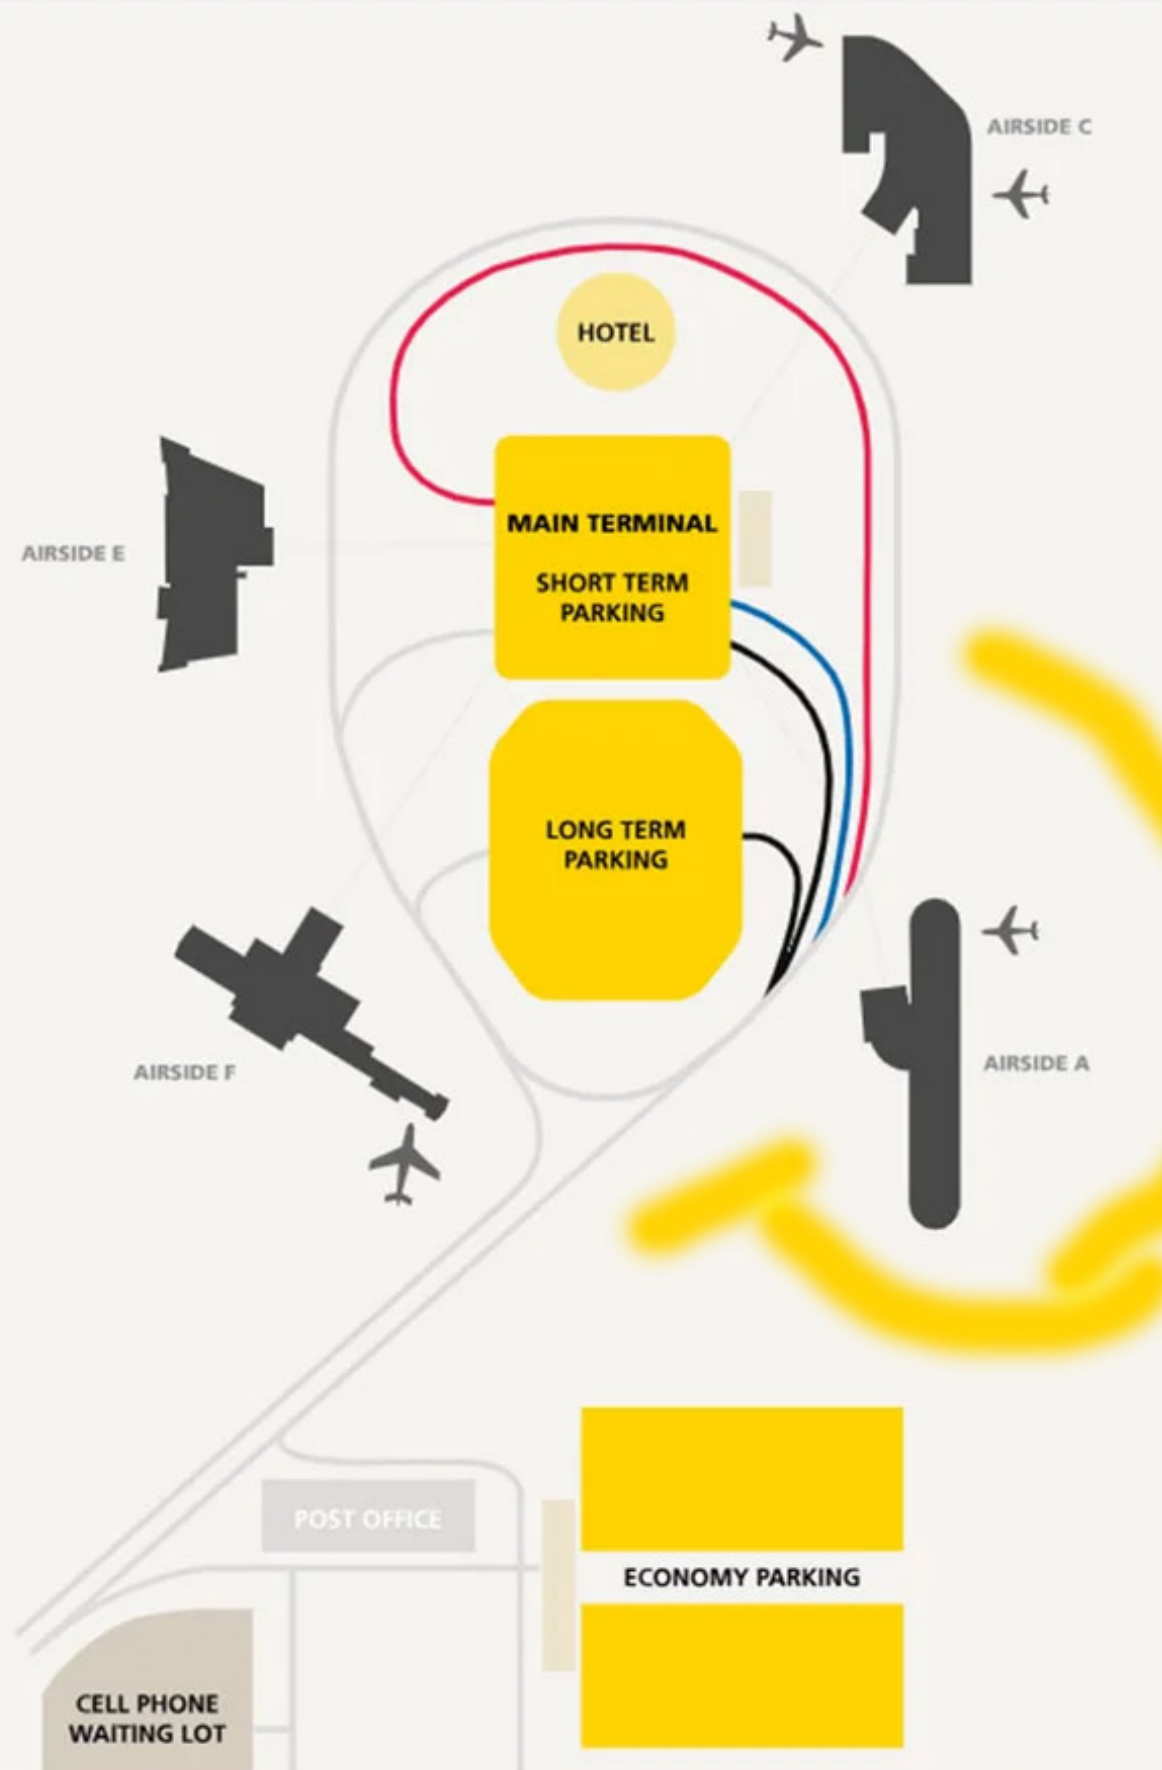 AIRSIDE C
HOTEL
MAIN TERMINAL
SHORT TERM
PARKING
AIRSIDE E
LONG TERM
PARKING
AIRSIDE F
AIRSIDE A
POST OFFICE
ECONOMY PARKING
CELL PHONE
WAITING LOT